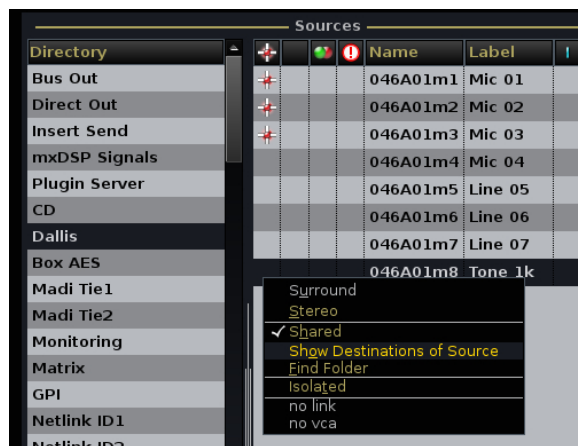 Sources
Directory
Bus Out
Direct Out
Insert Send
mxDSP Signals
Plugin Server
CD
Dallis
Box AES
Madi Tie1
Madi Tie2
Monitoring
Matrix
GPI
Netlink ID1
Netlink ID2
Name Label I
046A01m1 Mic 01
046A01m2 Mic 02
046A01m3 Mic 03
046A01m4 Mic 04
046A01m5 Line 05
046A01m6 Line 06
046A01m7 Line 07
046A01m8 Tone 1k
Surround
Stereo
Shared
Show Destinations of Source
Find Folder
Isolated
no link
no vca